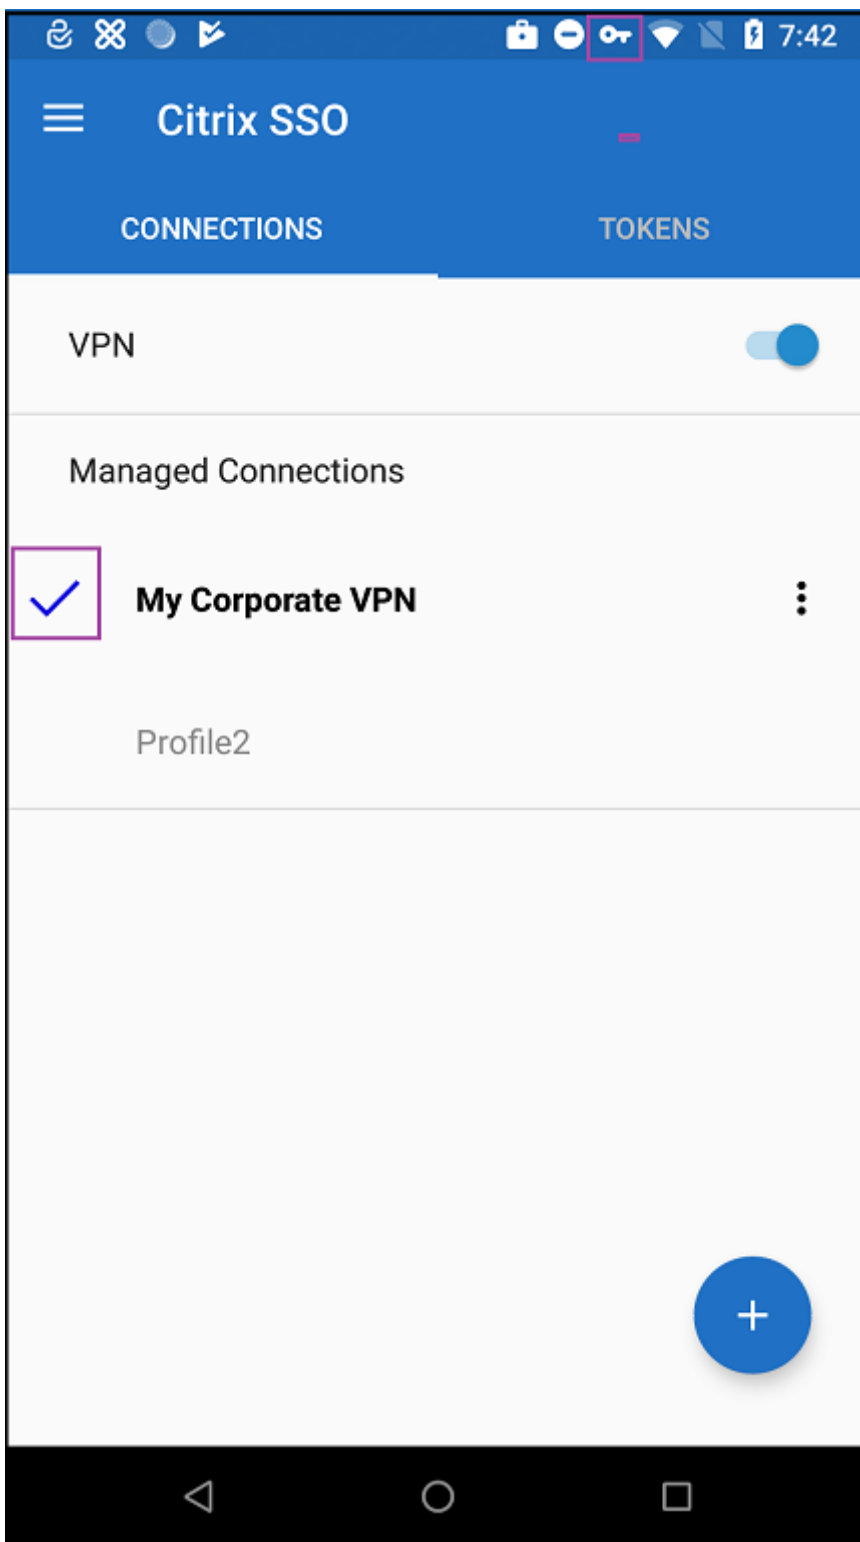 7:42
Citrix SSO
CONNECTIONS TOKENS
VPN
Managed Connections
My Corporate VPN
Profile2